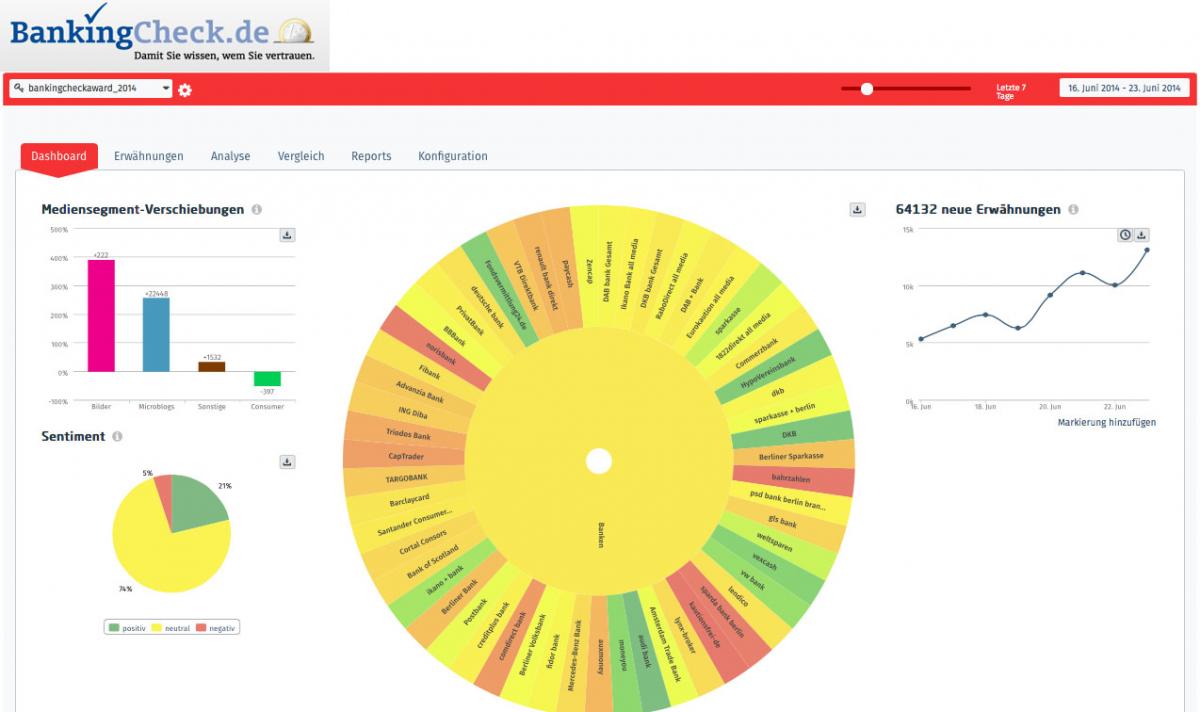 BankingCheck.de
Damit Sie wissen, wem Sie vertrauen.
bankingcheckaward_2014
Letzte 7
Tage
16. Juni 2014 - 23. Juni 2014
Dashboard
Erwähnungen
Analyse
Vergleich
Reports
Konfiguration
Mediensegment-Verschiebungen
500%
400%
300%
200%
100%
0%
-100%
+222
+22448
+1532
-397
Bilder
Microblogs
Sonstige
Consumer
Sentiment
5%
21%
74%
positiv
neutral
negativ
Banken
Zencap
DAB bank Gesamt
Ikano Bank all media
DKB bank Gesamt
RaboDirect all media
DAB + Bank
Eurokaution all media
sparkasse
1822direkt all media
Commerzbank
HypoVereinsbank
dkb
sparkasse + berlin
DKB
Berliner Sparkasse
bahrzahlen
psd bank berlin bran...
gls bank
weltsparen
vexcash
vw bank
lendico
sparda bank berlin
kautionsfrei-de
lynx-broker
Amsterdam Trade Bank
audi bank
moneyou
auxmoney
Mercedes-Benz Bank
fidor bank
Berliner Volksbank
comdirect bank
creditplus bank
Postbank
Berliner Bank
ikano + bank
Bank of Scotland
Cortal Consors
Santander Consumer...
Barclaycard
TARGOBANK
CapTrader
Triodos Bank
ING Diba
Advanzia Bank
Fibank
norisbank
BBBank
PrivatBank
deutsche bank
Fondsvermittlung24.de
VTB Direktbank
renault bank direkt
paycash
64132 neue Erwähnungen
15k
10k
5k
0k
16. Jun
18. Jun
20. Jun
22. Jun
Markierung hinzufügen